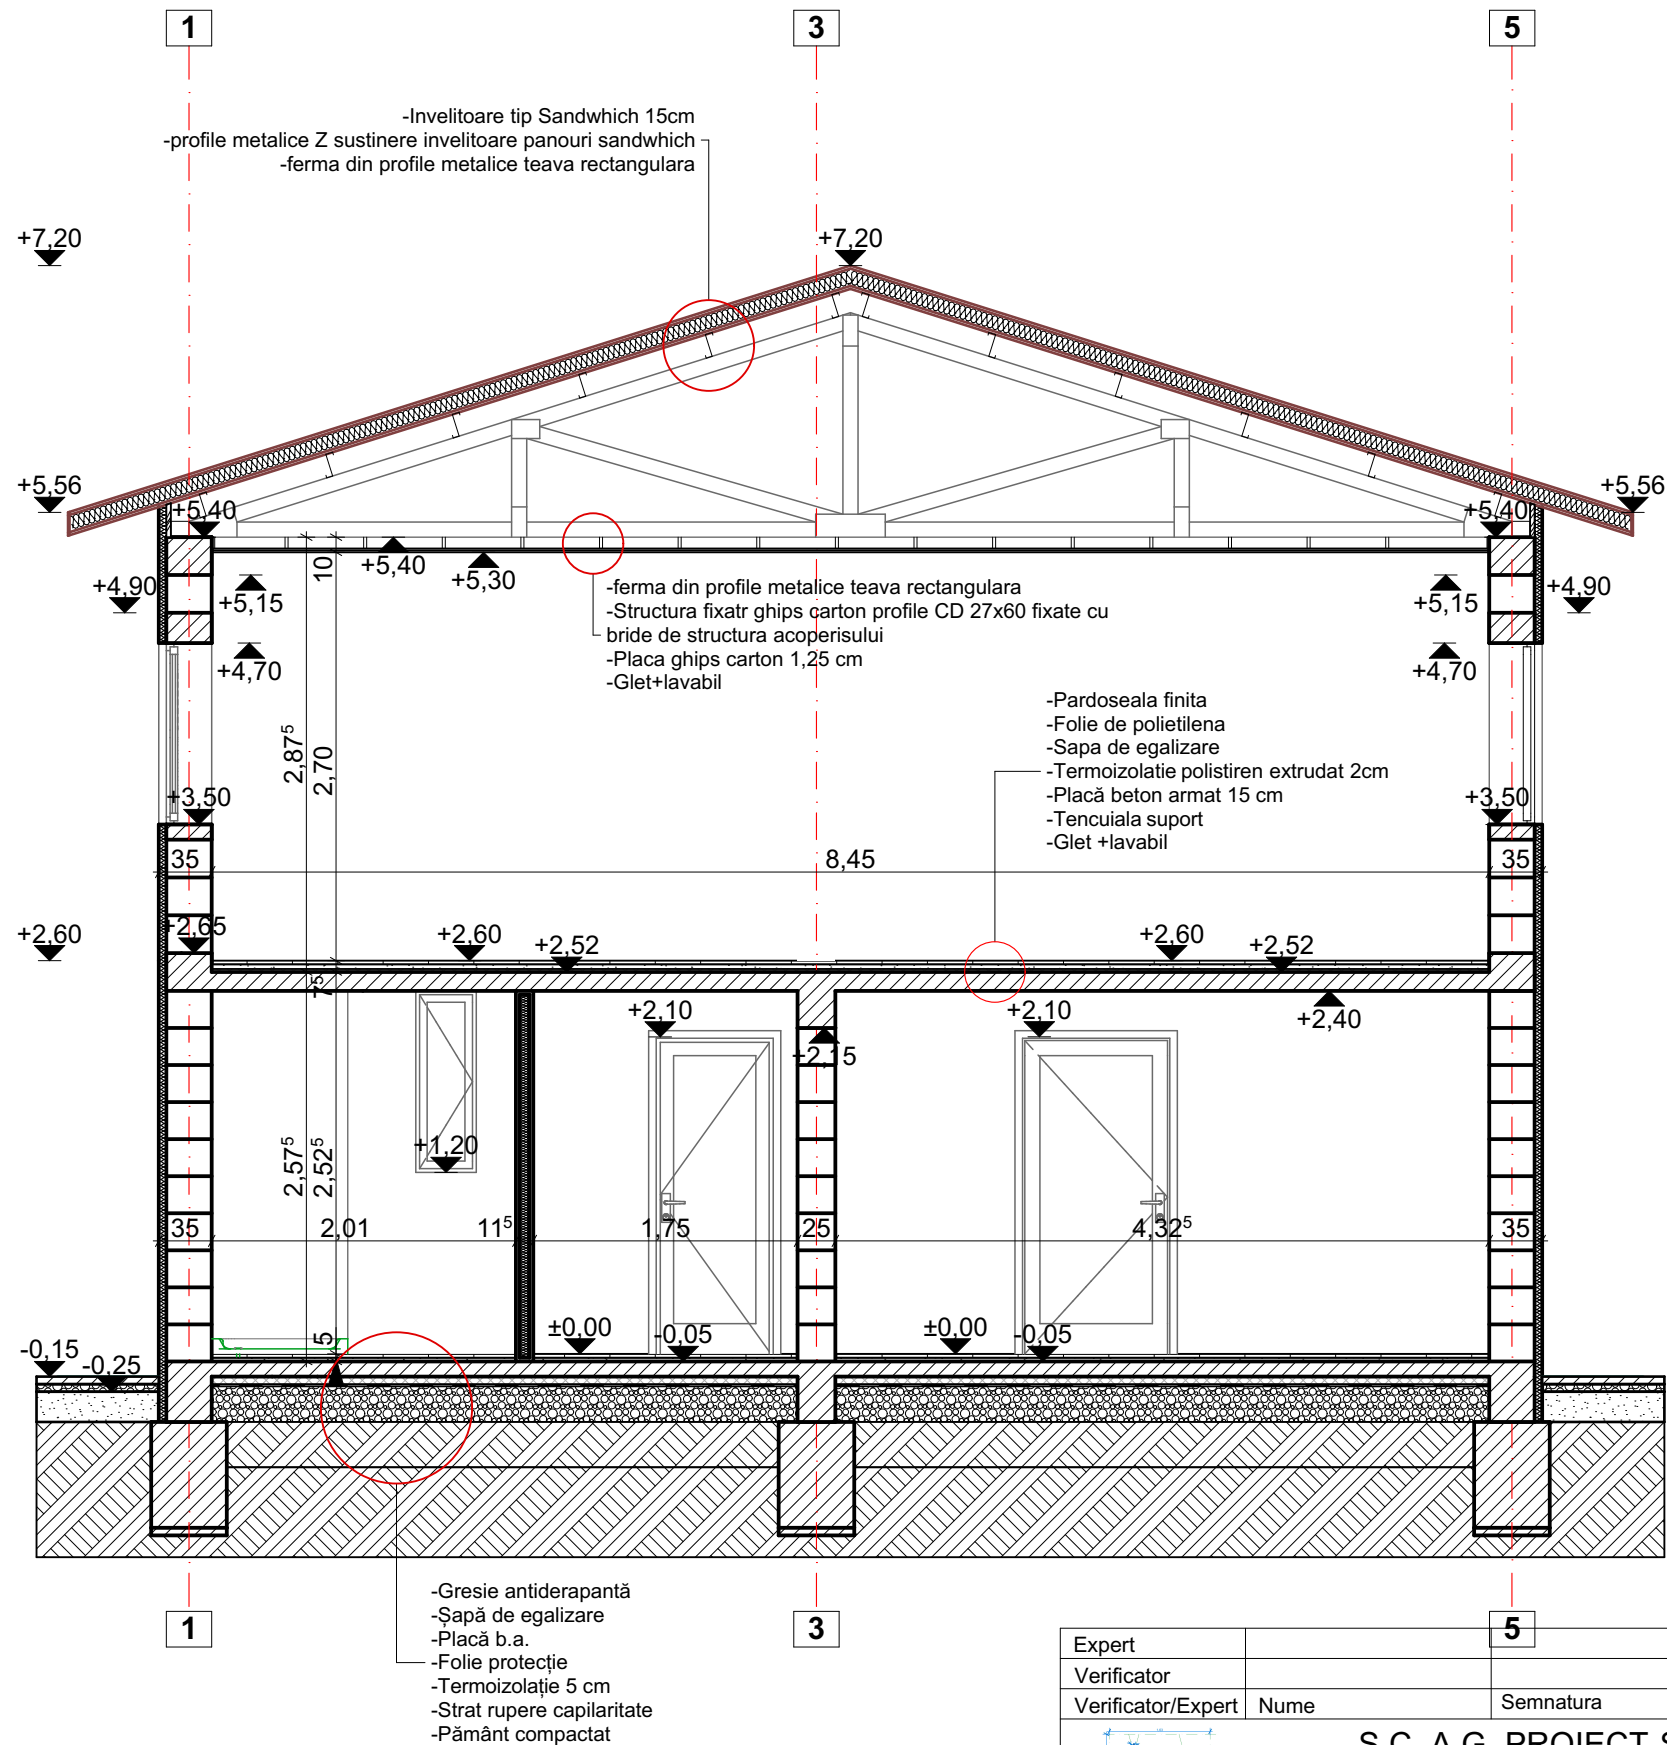 1
3
5
-Invelitoare tip Sandwhich 15cm
-profile metalice Z sustinere invelitoare panouri sandwhich
-ferma din profile metalice teava rectangulara
+7,20
+7,20
+5,56
+5,40
+5,40
+5,56
+4,90
+5,15
10
+5,40
+5,30
+5,15
+4,90
-ferma din profile metalice teava rectangulara
-Structura fixatr ghips carton profile CD 27x60 fixate cu
bride de structura acoperisului
-Placa ghips carton 1,25 cm
-Glet+lavabil
+4,70
+4,70
-Pardoseala finita
-Folie de polietilena
-Sapa de egalizare
-Termoizolatie polistiren extrudat 2cm
-Placă beton armat 15 cm
-Tencuiala suport
-Glet +lavabil
2,87⁵
2,70
+3,50
+3,50
35
8,45
35
+2,60
+2,65
+2,60
+2,52
+2,60
+2,52
7⁵
+2,10
+2,15
+2,10
+2,40
+1,20
2,57⁵
2,52⁵
35
2,01
11⁵
1,75
25
4,32⁵
35
-0,15
-0,25
5
±0,00
-0,05
±0,00
-0,05
-Gresie antiderapantă
-Șapă de egalizare
-Placă b.a.
-Folie protecție
-Termoizolație 5 cm
-Strat rupere capilaritate
-Pământ compactat
1
3
5
Expert
Verificator
Verificator/Expert Nume Semnatura
S.C. A.G. PROIECT